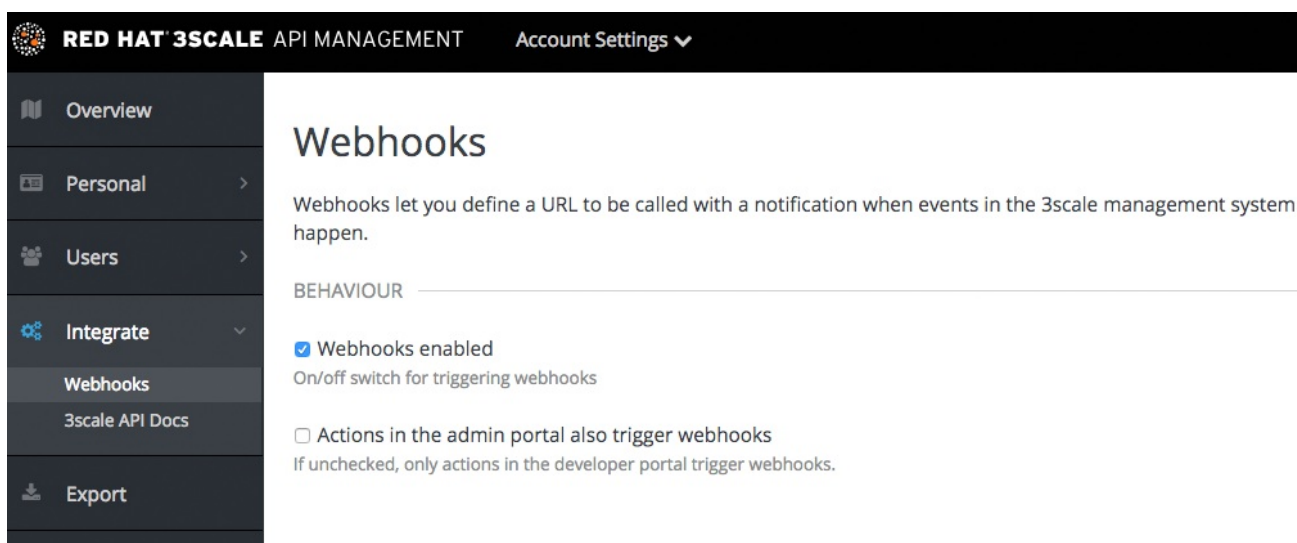 RED HAT® 3SCALE API MANAGEMENT Account Settings
Overview
Personal
Users
Integrate
Webhooks
3scale API Docs
Export
Webhooks
Webhooks let you define a URL to be called with a notification when events in the 3scale management system
happen.
BEHAVIOUR
Webhooks enabled
On/off switch for triggering webhooks
Actions in the admin portal also trigger webhooks
If unchecked, only actions in the developer portal trigger webhooks.